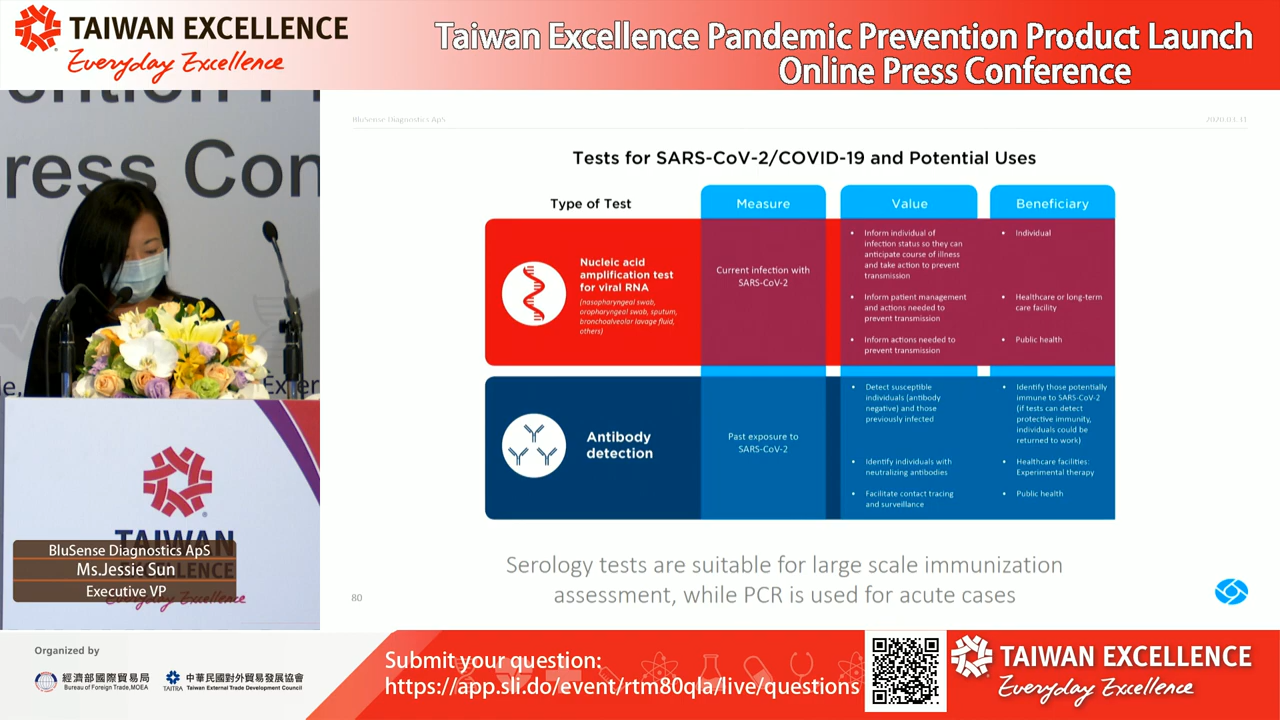 TAIWAN EXCELLENCE
Everyday Excellence
Taiwan Excellence Pandemic Prevention Product Launch
Online Press Conference
ress Con
BluSense Diagnostics ApS
2020.03.31
Tests for SARS-CoV-2/COVID-19 and Potential Uses
Type of Test
Measure
Value
Beneficiary
Nucleic acid
amplification test
for viral RNA
(nasopharyngeal swab,
oropharyngeal swab, sputum,
bronchoalveolar lavage fluid,
others)
Current infection with
SARS-CoV-2
• Inform individual of
infection status so they can
anticipate course of illness
and take action to prevent
transmission
• Inform patient management
and actions needed to
prevent transmission
• Inform actions needed to
prevent transmission
• Individual
• Healthcare or long-term
care facility
• Public health
Antibody
detection
Past exposure to
SARS-CoV-2
• Detect susceptible
individuals (antibody
negative) and those
previously infected
• Identify individuals with
neutralizing antibodies
• Facilitate contact tracing
and surveillance
• Identify those potentially
immune to SARS-CoV-2
(if tests can detect
protective immunity,
individuals could be
returned to work)
• Healthcare facilities:
Experimental therapy
• Public health
Serology tests are suitable for large scale immunization
assessment, while PCR is used for acute cases
80
TAIWAN
EXCELLENCE
BluSense Diagnostics ApS
Ms.Jessie Sun
Executive VP
Organized by
經濟部國際貿易局
Bureau of Foreign Trade,MOEA
TAITRA
中華民國對外貿易發展協會
Taiwan External Trade Development Council
Submit your question:
https://app.sli.do/event/rtm80qla/live/questions
TAIWAN EXCELLENCE
Everyday Excellence